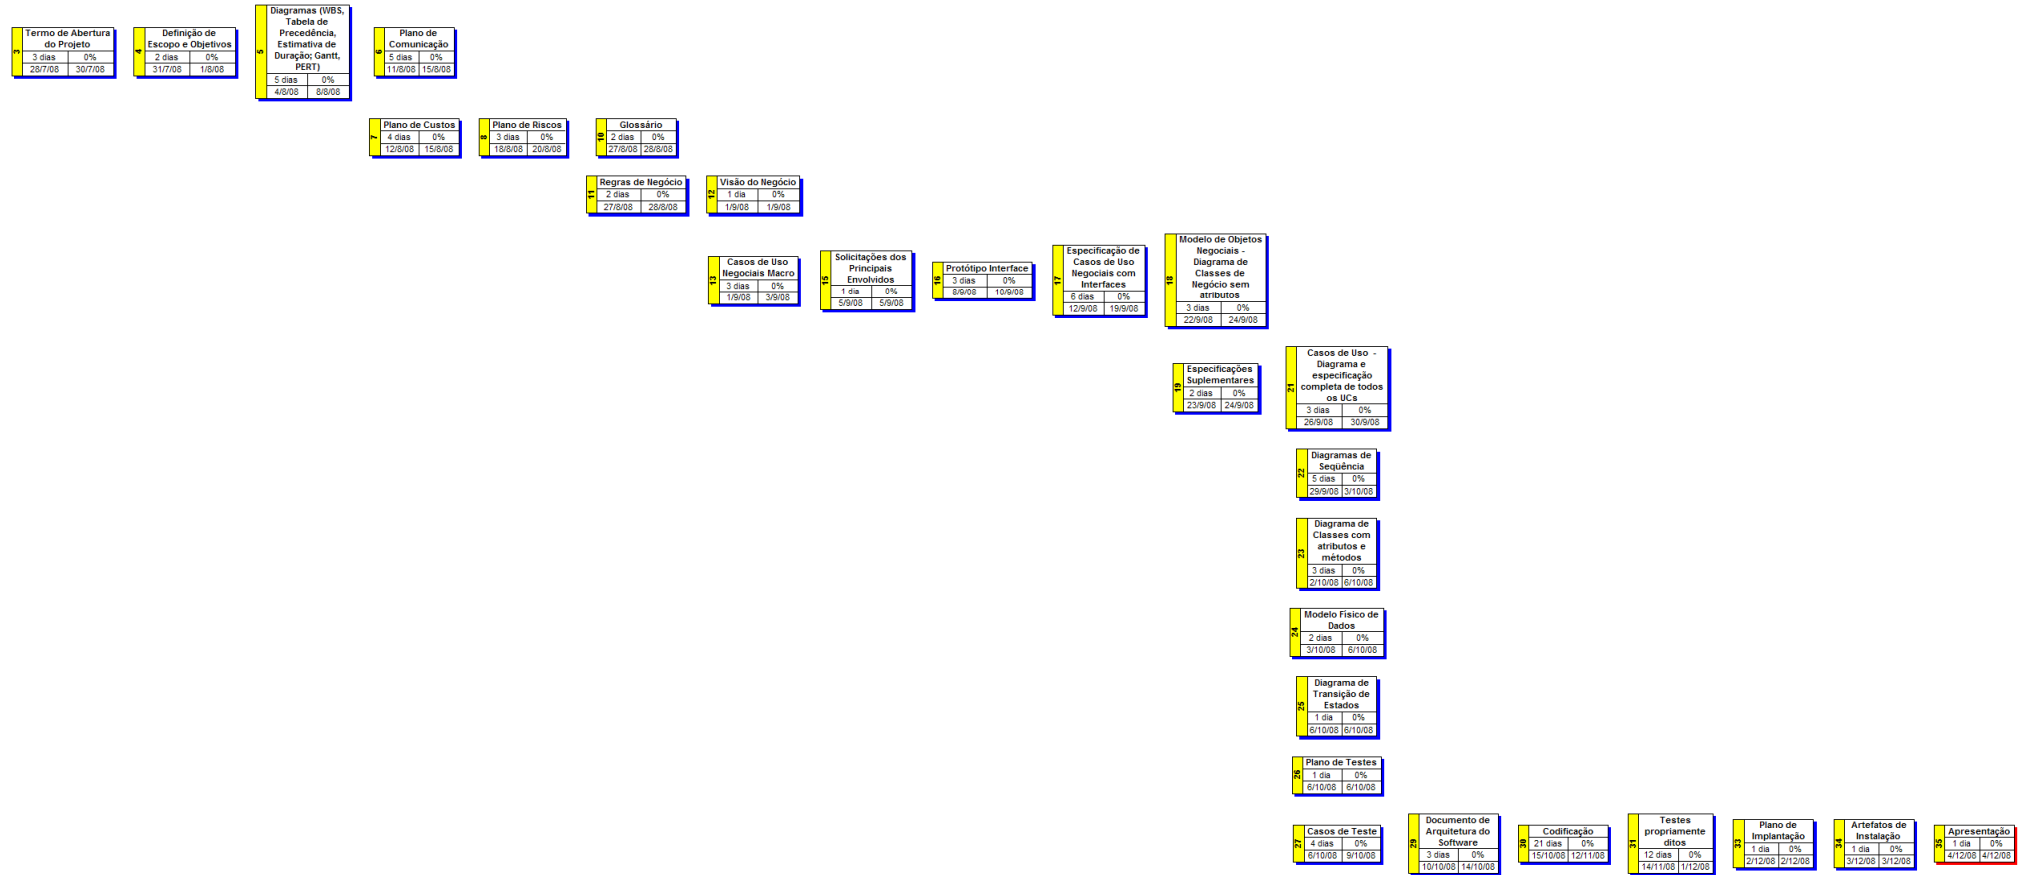 3
Termo de Abertura
do Projeto
3 dias 0%
28/7/08 30/7/08
4
Definição de
Escopo e Objetivos
2 dias 0%
31/7/08 1/8/08
5
Diagramas (WBS,
Tabela de
Precedência,
Estimativa de
Duração; Gantt,
PERT)
5 dias 0%
4/8/08 8/8/08
6
Plano de
Comunicação
5 dias 0%
11/8/08 15/8/08
7
Plano de Custos
4 dias 0%
12/8/08 15/8/08
8
Plano de Riscos
3 dias 0%
18/8/08 20/8/08
10
Glossário
2 dias 0%
27/8/08 28/8/08
11
Regras de Negócio
2 dias 0%
27/8/08 28/8/08
12
Visão do Negócio
1 dia 0%
1/9/08 1/9/08
13
Casos de Uso
Negociais Macro
3 dias 0%
1/9/08 3/9/08
15
Solicitações dos
Principais
Envolvidos
1 dia 0%
5/9/08 5/9/08
16
Protótipo Interface
3 dias 0%
8/9/08 10/9/08
17
Especificação de
Casos de Uso
Negociais com
Interfaces
6 dias 0%
12/9/08 19/9/08
18
Modelo de Objetos
Negociais -
Diagrama de
Classes de
Negócio sem
atributos
3 dias 0%
22/9/08 24/9/08
19
Especificações
Suplementares
2 dias 0%
23/9/08 24/9/08
21
Casos de Uso -
Diagrama e
especificação
completa de todos
os UCs
3 dias 0%
26/9/08 30/9/08
22
Diagramas de
Seqüência
5 dias 0%
29/9/08 3/10/08
23
Diagrama de
Classes com
atributos e
métodos
3 dias 0%
2/10/08 6/10/08
24
Modelo Físico de
Dados
2 dias 0%
3/10/08 6/10/08
25
Diagrama de
Transição de
Estados
1 dia 0%
6/10/08 6/10/08
26
Plano de Testes
1 dia 0%
6/10/08 6/10/08
27
Casos de Teste
4 dias 0%
6/10/08 9/10/08
29
Documento de
Arquitetura do
Software
3 dias 0%
10/10/08 14/10/08
30
Codificação
21 dias 0%
15/10/08 12/11/08
31
Testes
propriamente
ditos
12 dias 0%
14/11/08 1/12/08
33
Plano de
Implantação
1 dia 0%
2/12/08 2/12/08
34
Artefatos de
Instalação
1 dia 0%
3/12/08 3/12/08
35
Apresentação
1 dia 0%
4/12/08 4/12/08